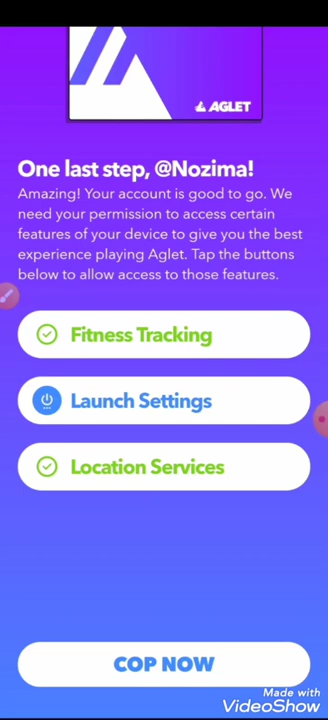 AGLET
One last step, @Nozima!
Amazing! Your account is good to go. We
need your permission to access certain
features of your device to give you the best
experience playing Aglet. Tap the buttons
below to allow access to those features.
Fitness Tracking
Launch Settings
Location Services
COP NOW
Made with
VideoShow